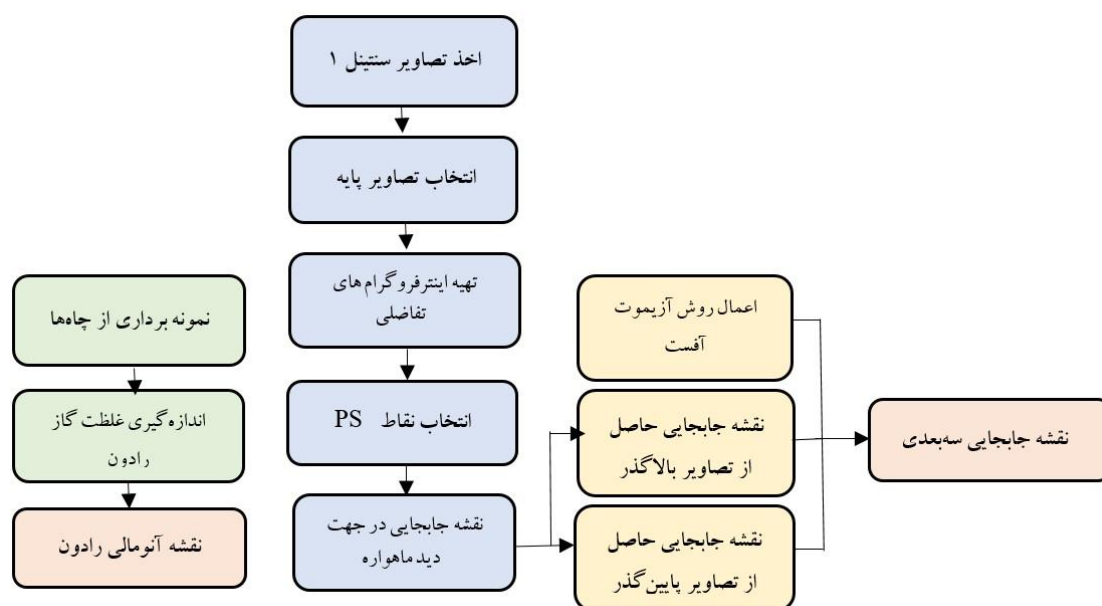 اخذ تصاویر سنتینل ۱
انتخاب تصاویر پایه
تهیه اینترفروگرام‌های
تفاضلی
انتخاب نقاط PS
نقشه جابجایی در جهت
دید ماهواره
اعمال روش آزیموت
آفست
نقشه جابجایی حاصل
از تصاویر بالاگذر
نقشه جابجایی حاصل
از تصاویر پایین‌گذر
نقشه جابجایی سه‌بعدی
نمونه برداری از چاه‌ها
اندازه‌گیری غلظت گاز
رادون
نقشه آنومالی رادون